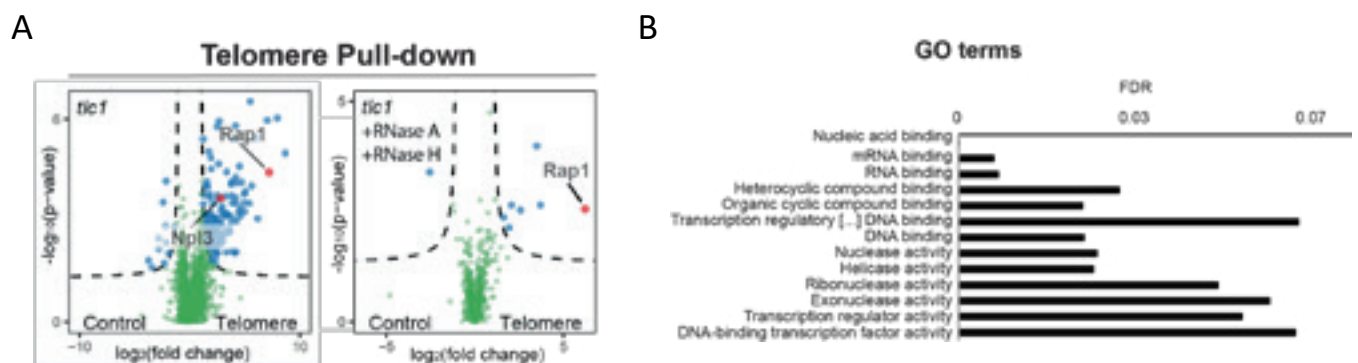 A
Telomere Pull-down
tlc1
Rap1
Npl3
Control
Telomere
6
0
-log10(p-value)
-10
10
log2(fold change)
tlc1
+RNase A
+RNase H
Rap1
Control
Telomere
5
0
-log10(p-value)
-5
5
log2(fold change)
B
GO terms
FDR
0
0.03
0.07
Nucleic acid binding
mRNA binding
RNA binding
Heterocyclic compound binding
Organic cyclic compound binding
Transcription regulatory [...] DNA binding
DNA binding
Nuclease activity
Helicase activity
Ribonuclease activity
Exonuclease activity
Transcription regulator activity
DNA-binding transcription factor activity